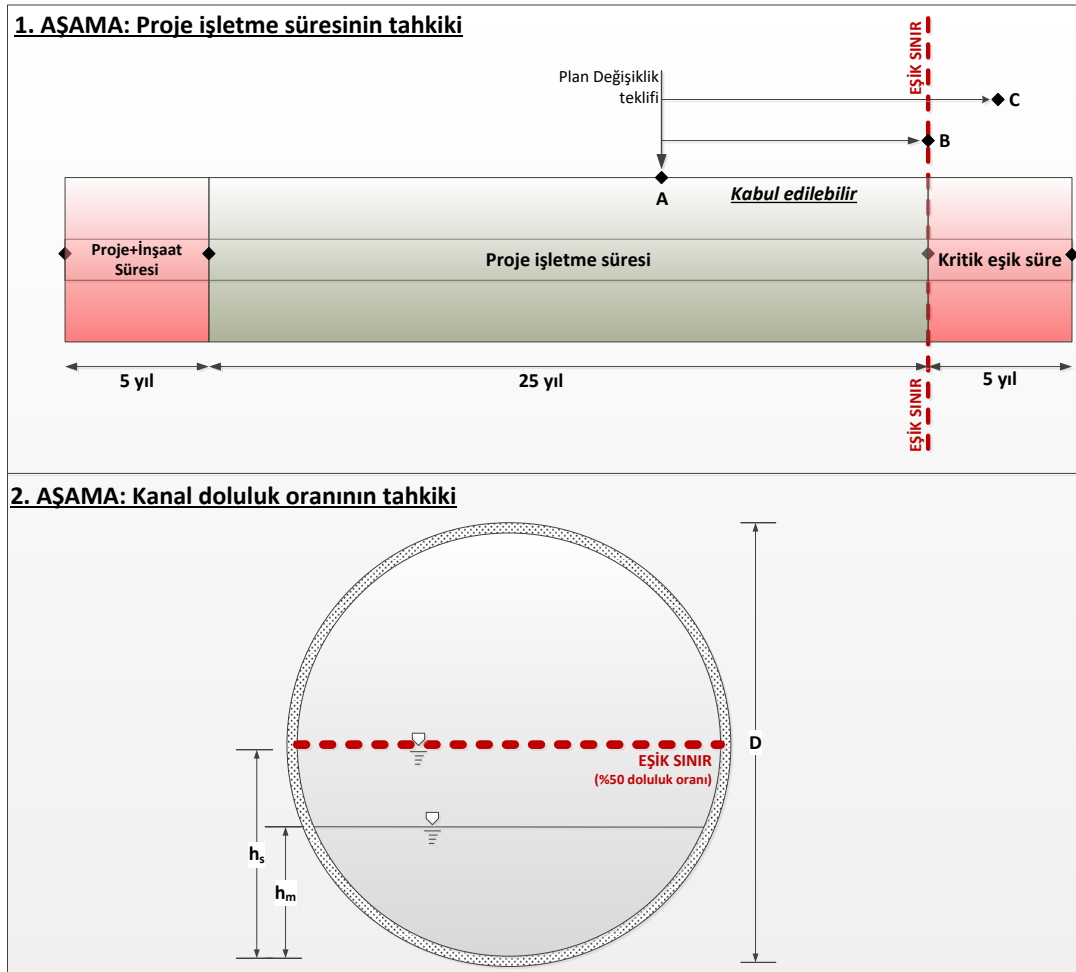 1. AŞAMA: Proje işletme süresinin tahkiki
EŞİK SINIR
Plan Değişiklik
teklifi
C
B
A
Kabul edilebilir
Proje+İnşaat
Süresi
Proje işletme süresi
Kritik eşik süre
5 yıl
25 yıl
5 yıl
EŞİK SINIR
2. AŞAMA: Kanal doluluk oranının tahkiki
D
EŞİK SINIR
(%50 doluluk oranı)
hs
hm